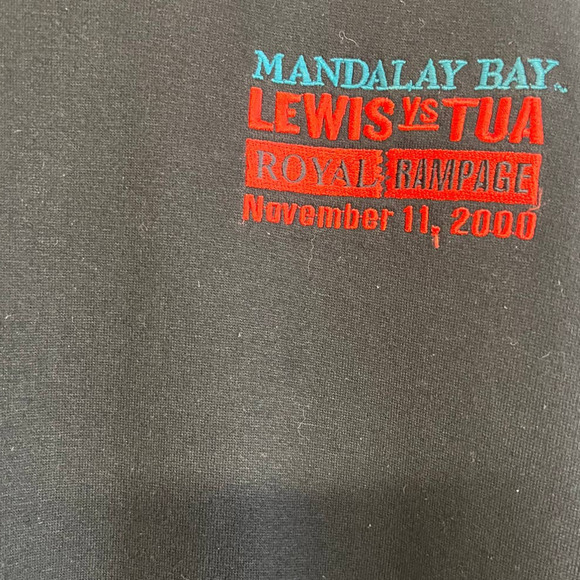 MANDALAY BAY
LEWIS VS TUA
ROYAL RAMPAGE
November 11, 2000